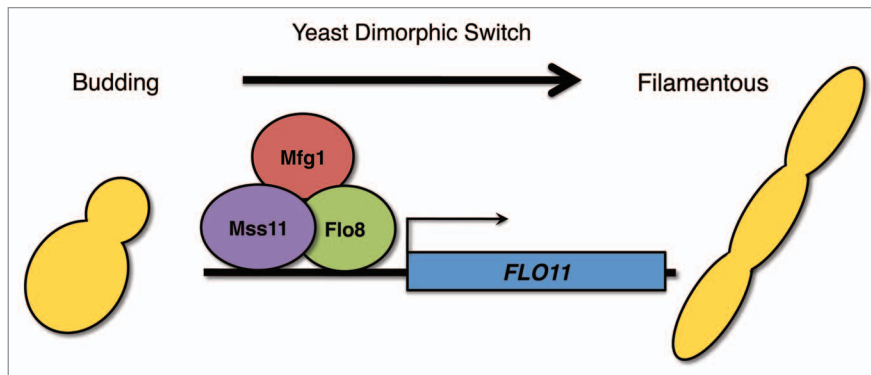 Yeast Dimorphic Switch
Budding
Filamentous
Mfg1
Mss11
Flo8
FLO11